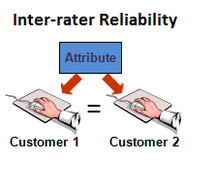 Inter-rater Reliability
Attribute
=
Customer 1 Customer 2